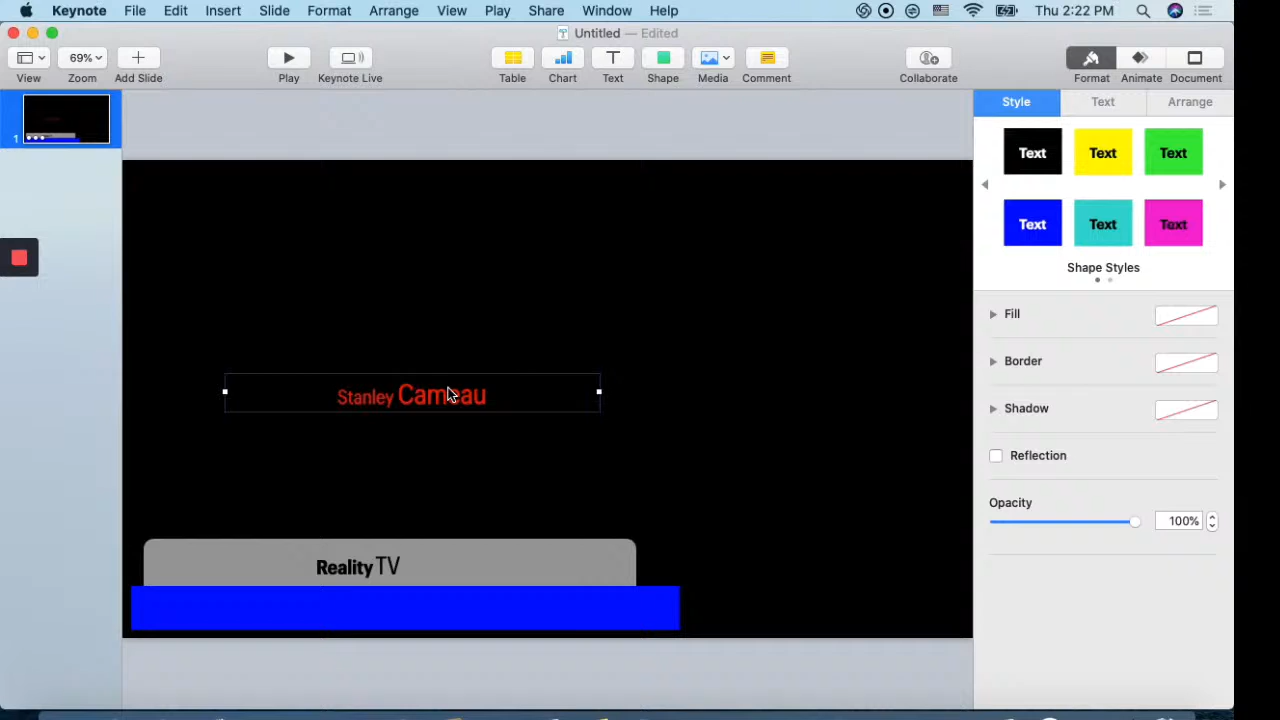 Keynote File Edit Insert Slide Format Arrange View Play Share Window Help Thu 2:22 PM
Untitled — Edited
69%
View Zoom Add Slide Play Keynote Live Table Chart Text Shape Media Comment Collaborate Format Animate Document
1
Style Text Arrange
Text Text Text
Text Text Text
Shape Styles
Fill
Border
Shadow
Reflection
Opacity
100%
Stanley Cameau
Reality TV